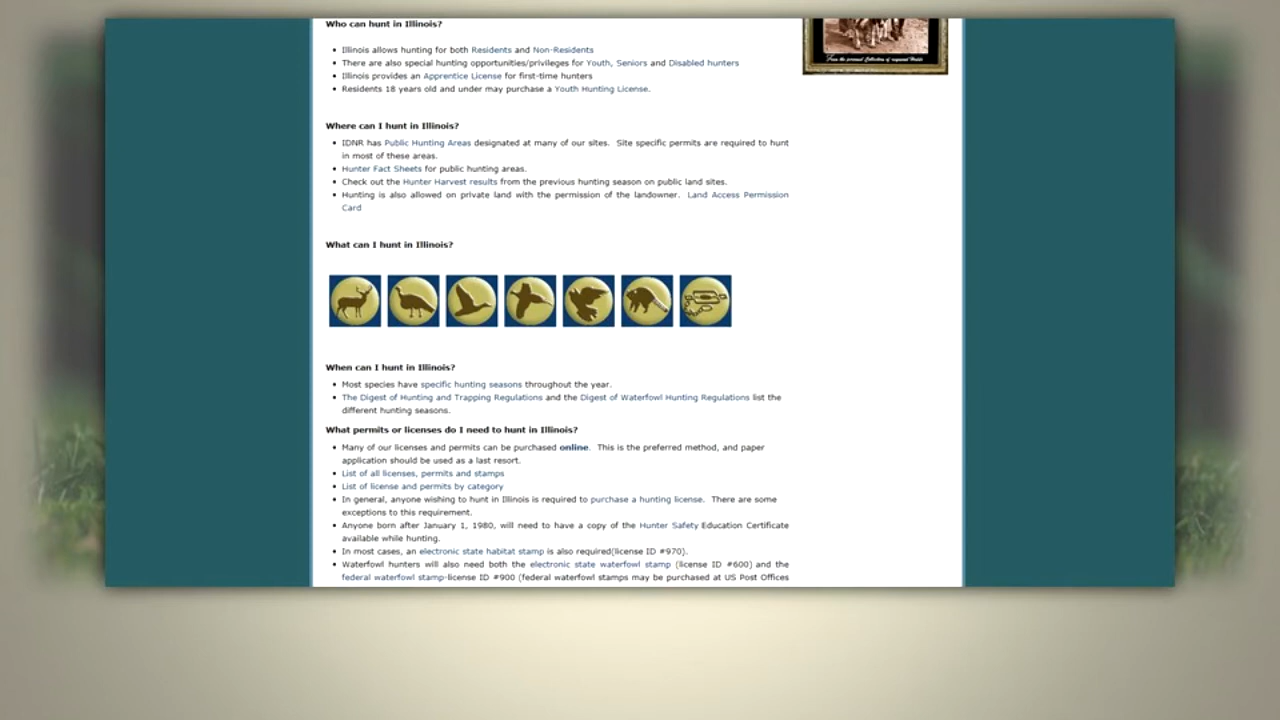 Who can hunt in Illinois?
From the personal Collection of
Illinois allows hunting for both Residents and Non-Residents
There are also special hunting opportunities/privileges for Youth, Seniors and Disabled hunters
Illinois provides an Apprentice License for first-time hunters
Residents 18 years old and under may purchase a Youth Hunting License.
Where can I hunt in Illinois?
IDNR has Public Hunting Areas designated at many of our sites. Site specific permits are required to hunt
in most of these areas.
Hunter Fact Sheets for public hunting areas.
Check out the Hunter Harvest results from the previous hunting season on public land sites.
Hunting is also allowed on private land with the permission of the landowner. Land Access Permission
Card
What can I hunt in Illinois?
When can I hunt in Illinois?
Most species have specific hunting seasons throughout the year.
The Digest of Hunting and Trapping Regulations and the Digest of Waterfowl Hunting Regulations list the
different hunting seasons.
What permits or licenses do I need to hunt in Illinois?
Many of our licenses and permits can be purchased online. This is the preferred method, and paper
application should be used as a last resort.
List of all licenses, permits and stamps
List of license and permits by category
In general, anyone wishing to hunt in Illinois is required to purchase a hunting license. There are some
exceptions to this requirement.
Anyone born after January 1, 1980, will need to have a copy of the Hunter Safety Education Certificate
available while hunting.
In most cases, an electronic state habitat stamp is also required(license ID #970).
Waterfowl hunters will also need both the electronic state waterfowl stamp (license ID #600) and the
federal waterfowl stamp-license ID #900 (federal waterfowl stamps may be purchased at US Post Offices